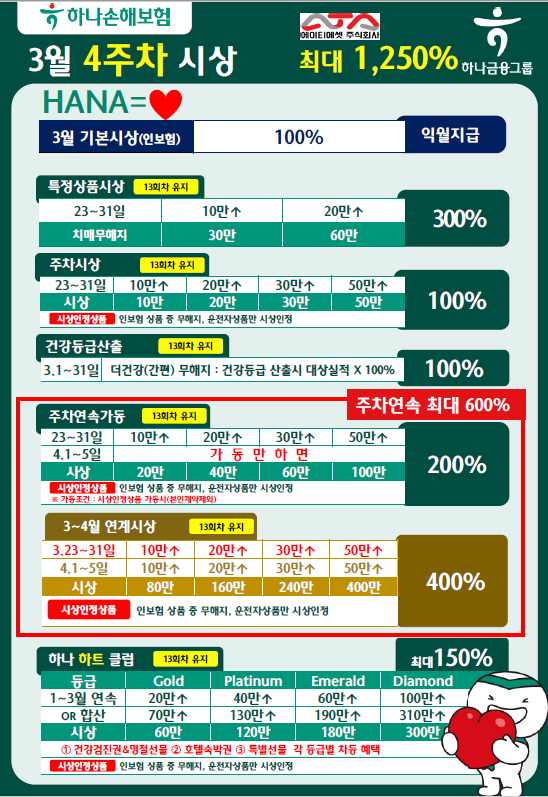 하나손해보험
에이티에셋 주식회사
3월 4주차 시상
최대 1,250%
하나금융그룹
HANA=
3월 기본시상(인보험) 100% 익월지급
특정상품시상 13회차 유지
23~31일 10만↑ 20만↑
치매무해지 30만 60만
300%
주차시상 13회차 유지
23~31일 10만↑ 20만↑ 30만↑ 50만↑
시상 10만 20만 30만 50만
100%
시상인정상품 인보험 상품 중 무해지, 운전자상품만 시상인정
건강등급산출 13회차 유지
3.1~31일 더건강(간편) 무해지 : 건강등급 산출시 대상실적 X 100%
100%
주차연속 최대 600%
주차연속가동 13회차 유지
23~31일 10만↑ 20만↑ 30만↑ 50만↑
4.1~5일 가 동 만 하 면
시상 20만 40만 60만 100만
200%
시상인정상품 인보험 상품 중 무해지, 운전자상품만 시상인정
※ 가동조건 : 시상인정상품 가동시(본인계약제외)
3~4월 연계시상 13회차 유지
3.23~31일 10만↑ 20만↑ 30만↑ 50만↑
4.1~5일 10만↑ 20만↑ 30만↑ 50만↑
시상 80만 160만 240만 400만
400%
시상인정상품 인보험 상품 중 무해지, 운전자상품만 시상인정
하나 하트 클럽 13회차 유지
최대150%
등급 Gold Platinum Emerald Diamond
1~3월 연속 20만↑ 40만↑ 60만↑ 100만↑
OR 합산 70만↑ 130만↑ 190만↑ 310만↑
시상 60만 120만 180만 300만
① 건강검진권&명절선물 ② 호텔숙박권 ③ 특별선물 각 등급별 차등 혜택
시상인정상품 인보험 상품 중 무해지, 운전자상품만 시상인정